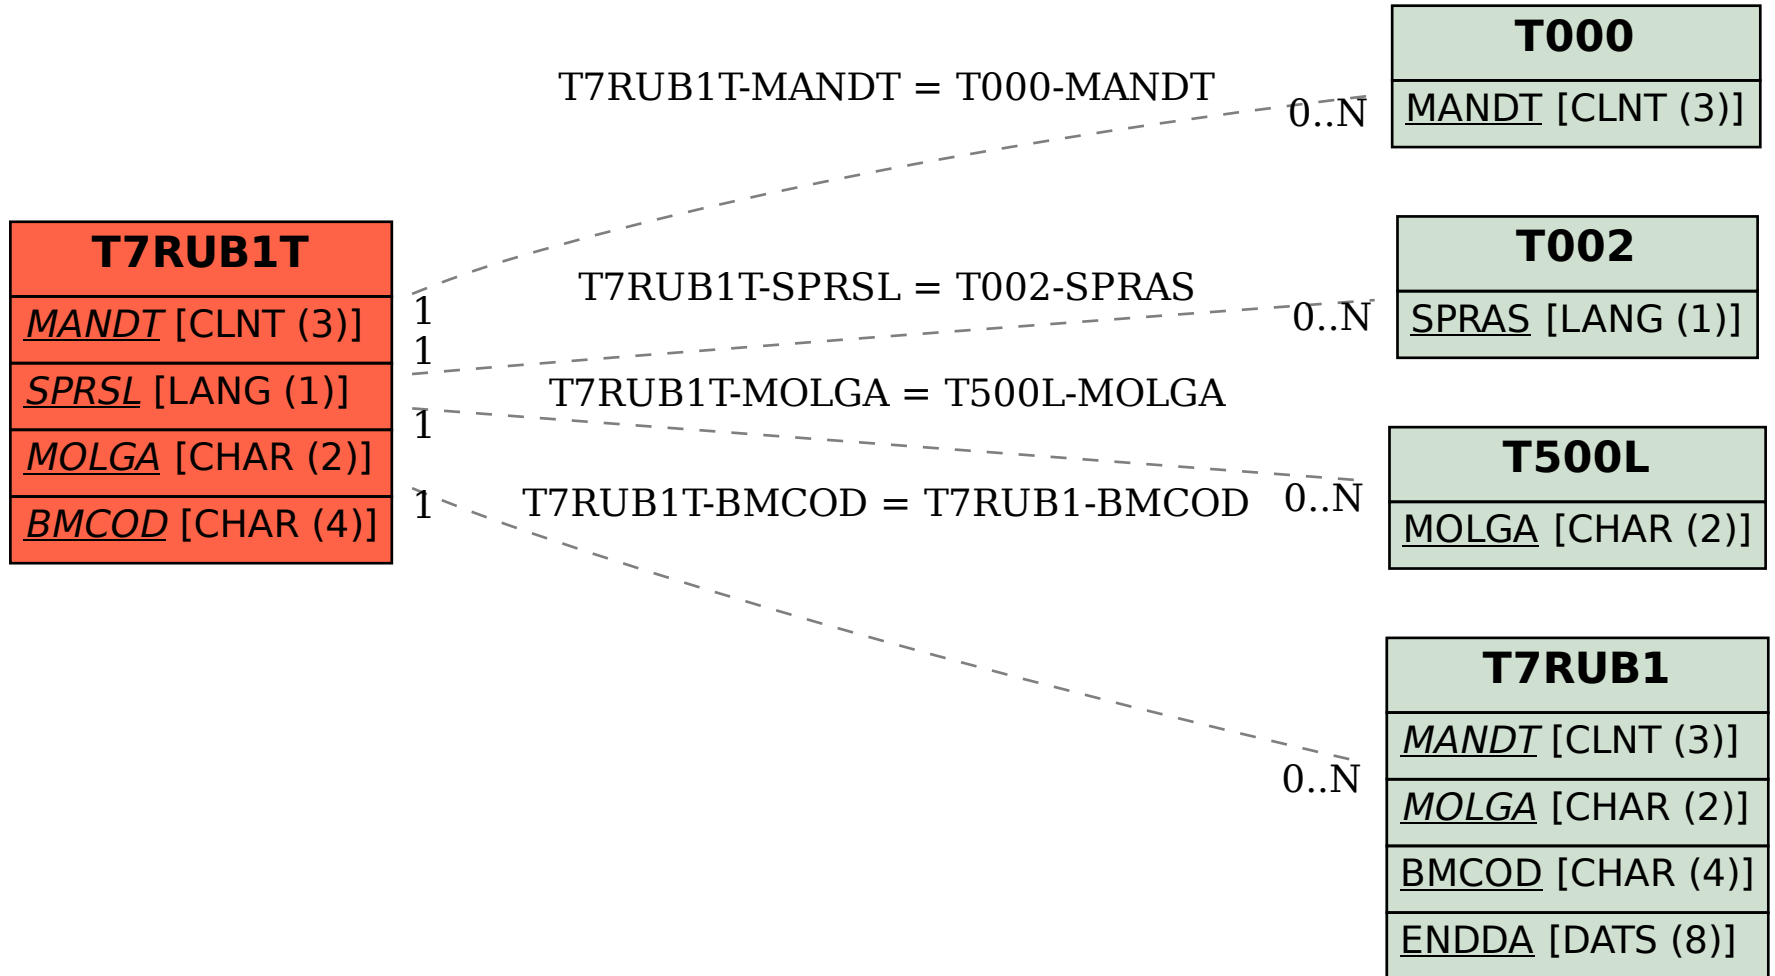 T7RUB1T
MANDT [CLNT (3)]
SPRSL [LANG (1)]
MOLGA [CHAR (2)]
BMCOD [CHAR (4)]
T7RUB1T-MANDT = T000-MANDT
1
0..N
T7RUB1T-SPRSL = T002-SPRAS
1
0..N
T7RUB1T-MOLGA = T500L-MOLGA
1
0..N
T7RUB1T-BMCOD = T7RUB1-BMCOD
1
0..N
T000
MANDT [CLNT (3)]
T002
SPRAS [LANG (1)]
T500L
MOLGA [CHAR (2)]
T7RUB1
MANDT [CLNT (3)]
MOLGA [CHAR (2)]
BMCOD [CHAR (4)]
ENDDA [DATS (8)]